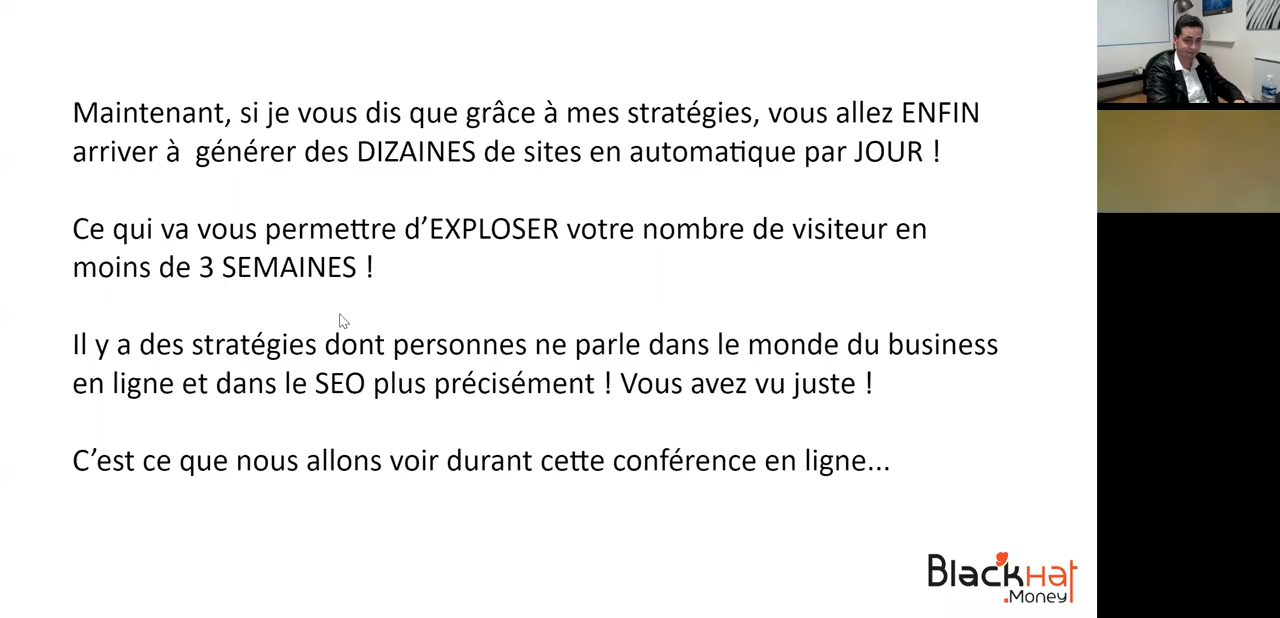 Maintenant, si je vous dis que grâce à mes stratégies, vous allez ENFIN
arriver à  générer des DIZAINES de sites en automatique par JOUR !
Ce qui va vous permettre d’EXPLOSER votre nombre de visiteur en
moins de 3 SEMAINES !
Il y a des stratégies dont personnes ne parle dans le monde du business
en ligne et dans le SEO plus précisément ! Vous avez vu juste !
C’est ce que nous allons voir durant cette conférence en ligne...
BlackHat
.Money